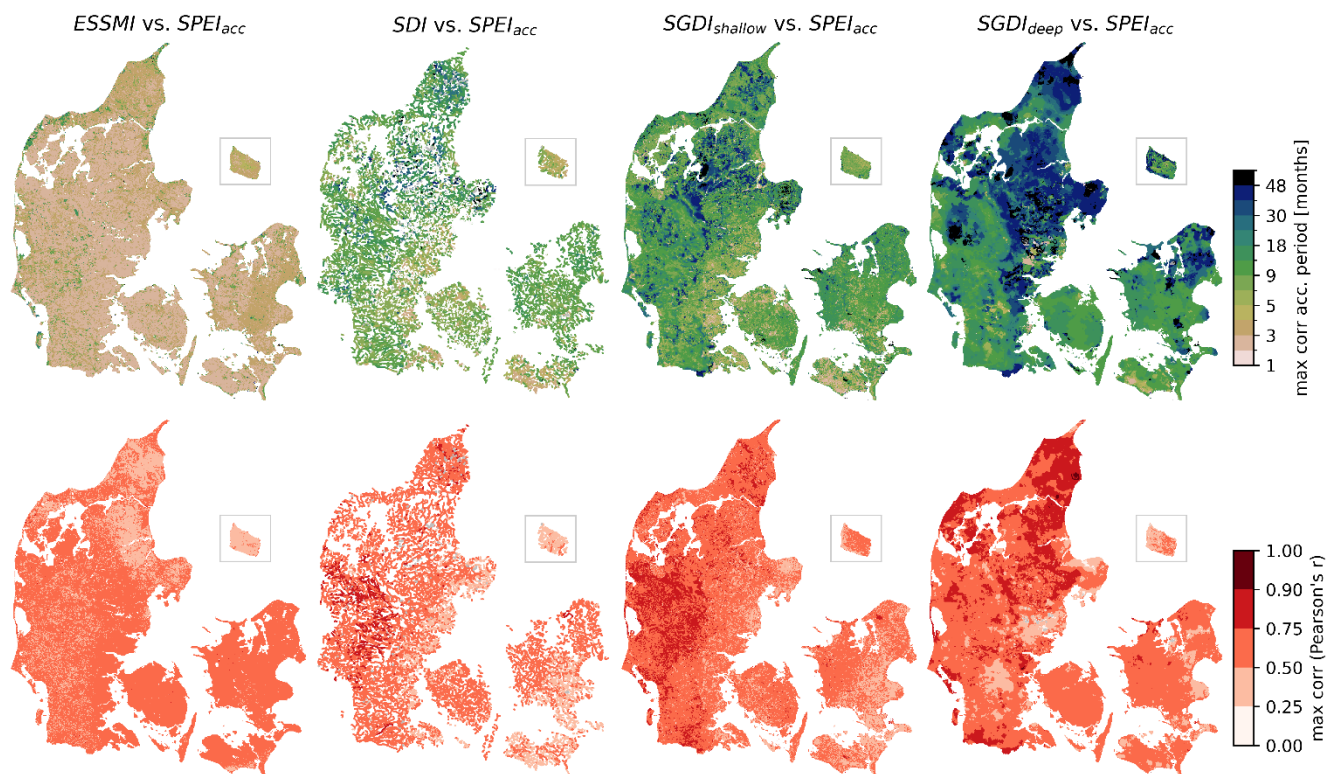 ESSMI vs. SPEIacc
SDI vs. SPEIacc
SGDIshallow vs. SPEIacc
SGDIdeep vs. SPEIacc
48
30
18
9
5
3
1
max corr acc. period [months]
1.00
0.90
0.75
0.50
0.25
0.00
max corr (Pearson's r)